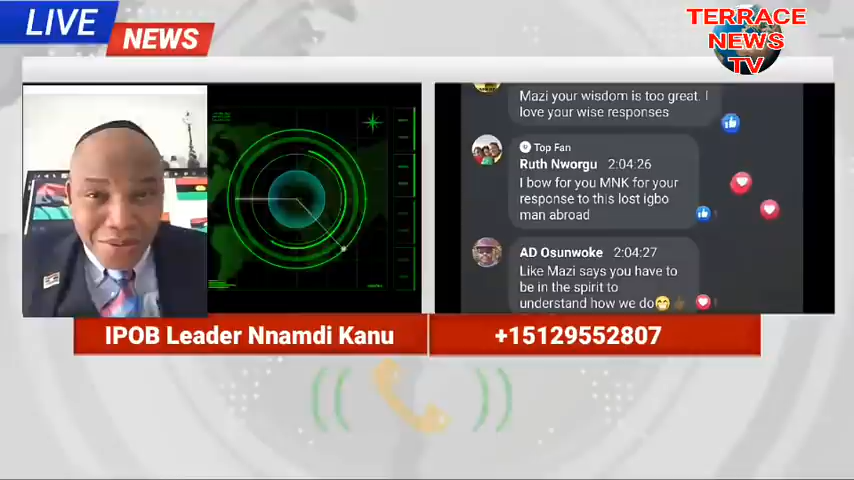 LIVE
NEWS
TERRACE
NEWS
TV
Mazi your wisdom is too great. I
love your wise responses
Top Fan
Ruth Nworgu 2:04:26
I bow for you MNK for your
response to this lost igbo
man abroad
AD Osunwoke 2:04:27
Like Mazi says you have to
be in the spirit to
understand how we do
IPOB Leader Nnamdi Kanu
+15129552807